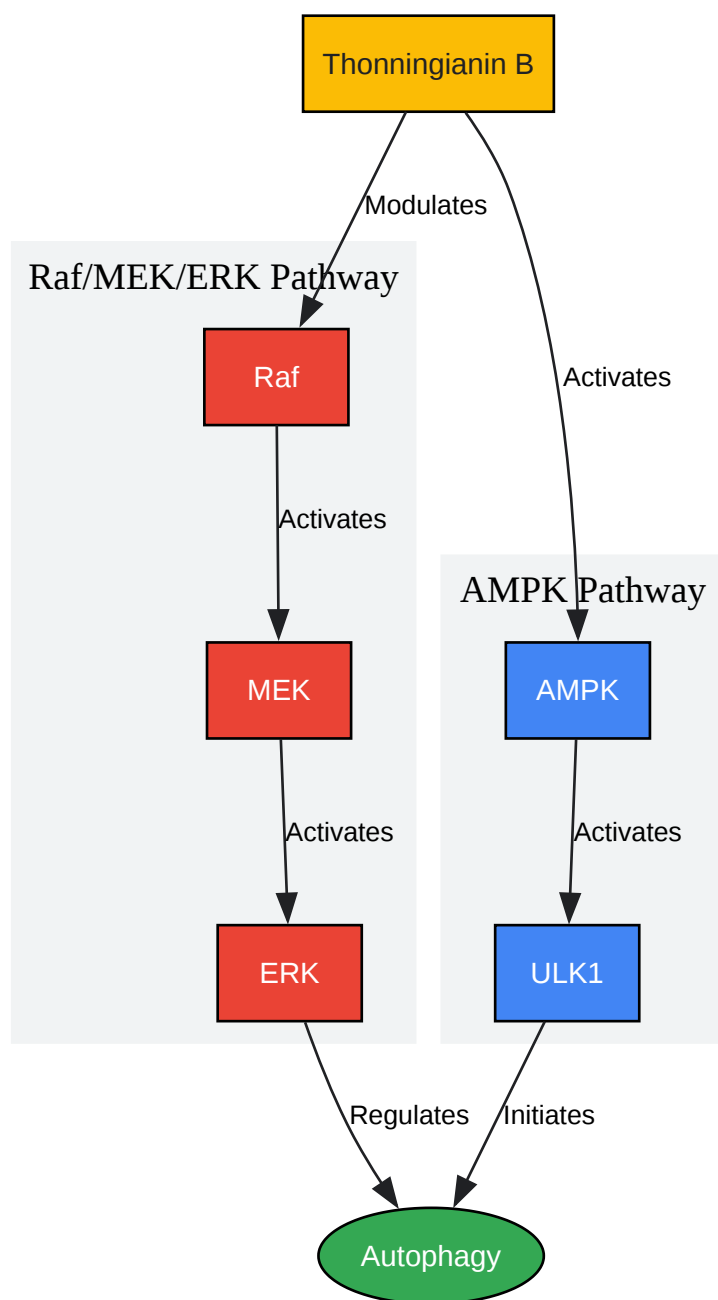 Thonningianin B
Modulates
Raf/MEK/ERK Pathway
Raf
Activates
Activates
AMPK Pathway
MEK
AMPK
Activates
Activates
ERK
ULK1
Regulates
Initiates
Autophagy